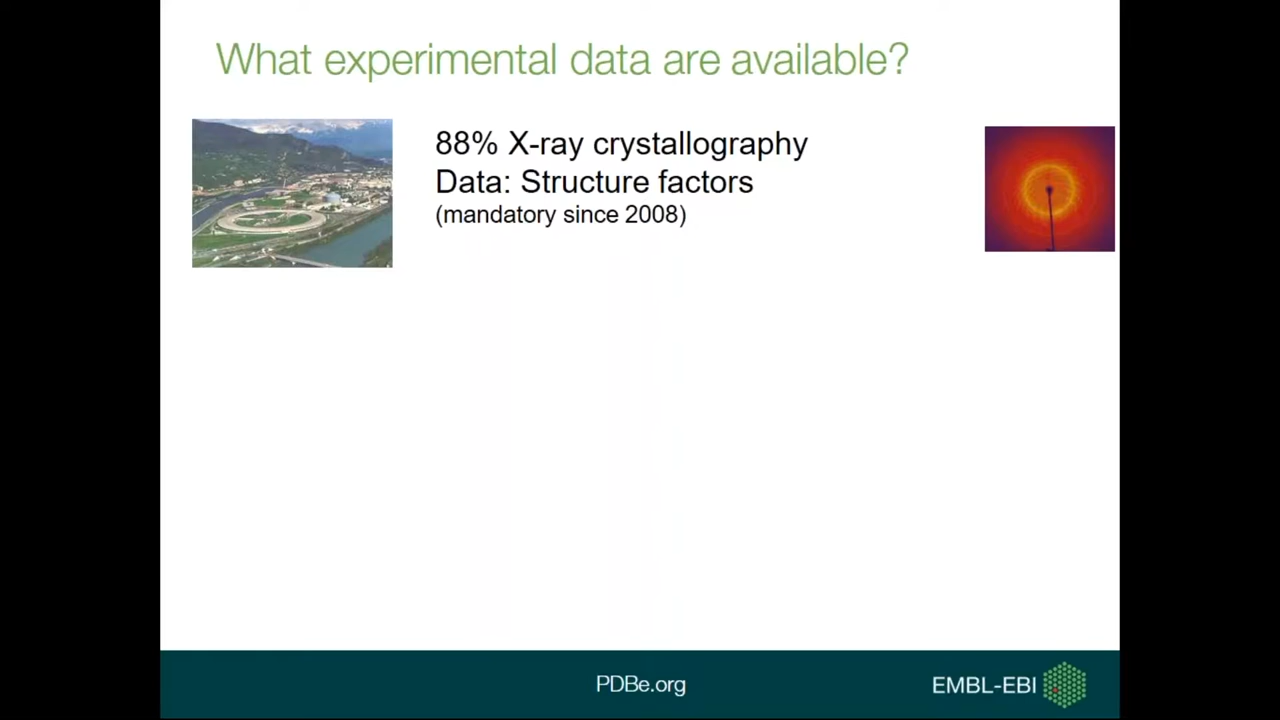 What experimental data are available?
88% X-ray crystallography
Data: Structure factors
(mandatory since 2008)
PDBe.org
EMBL-EBI